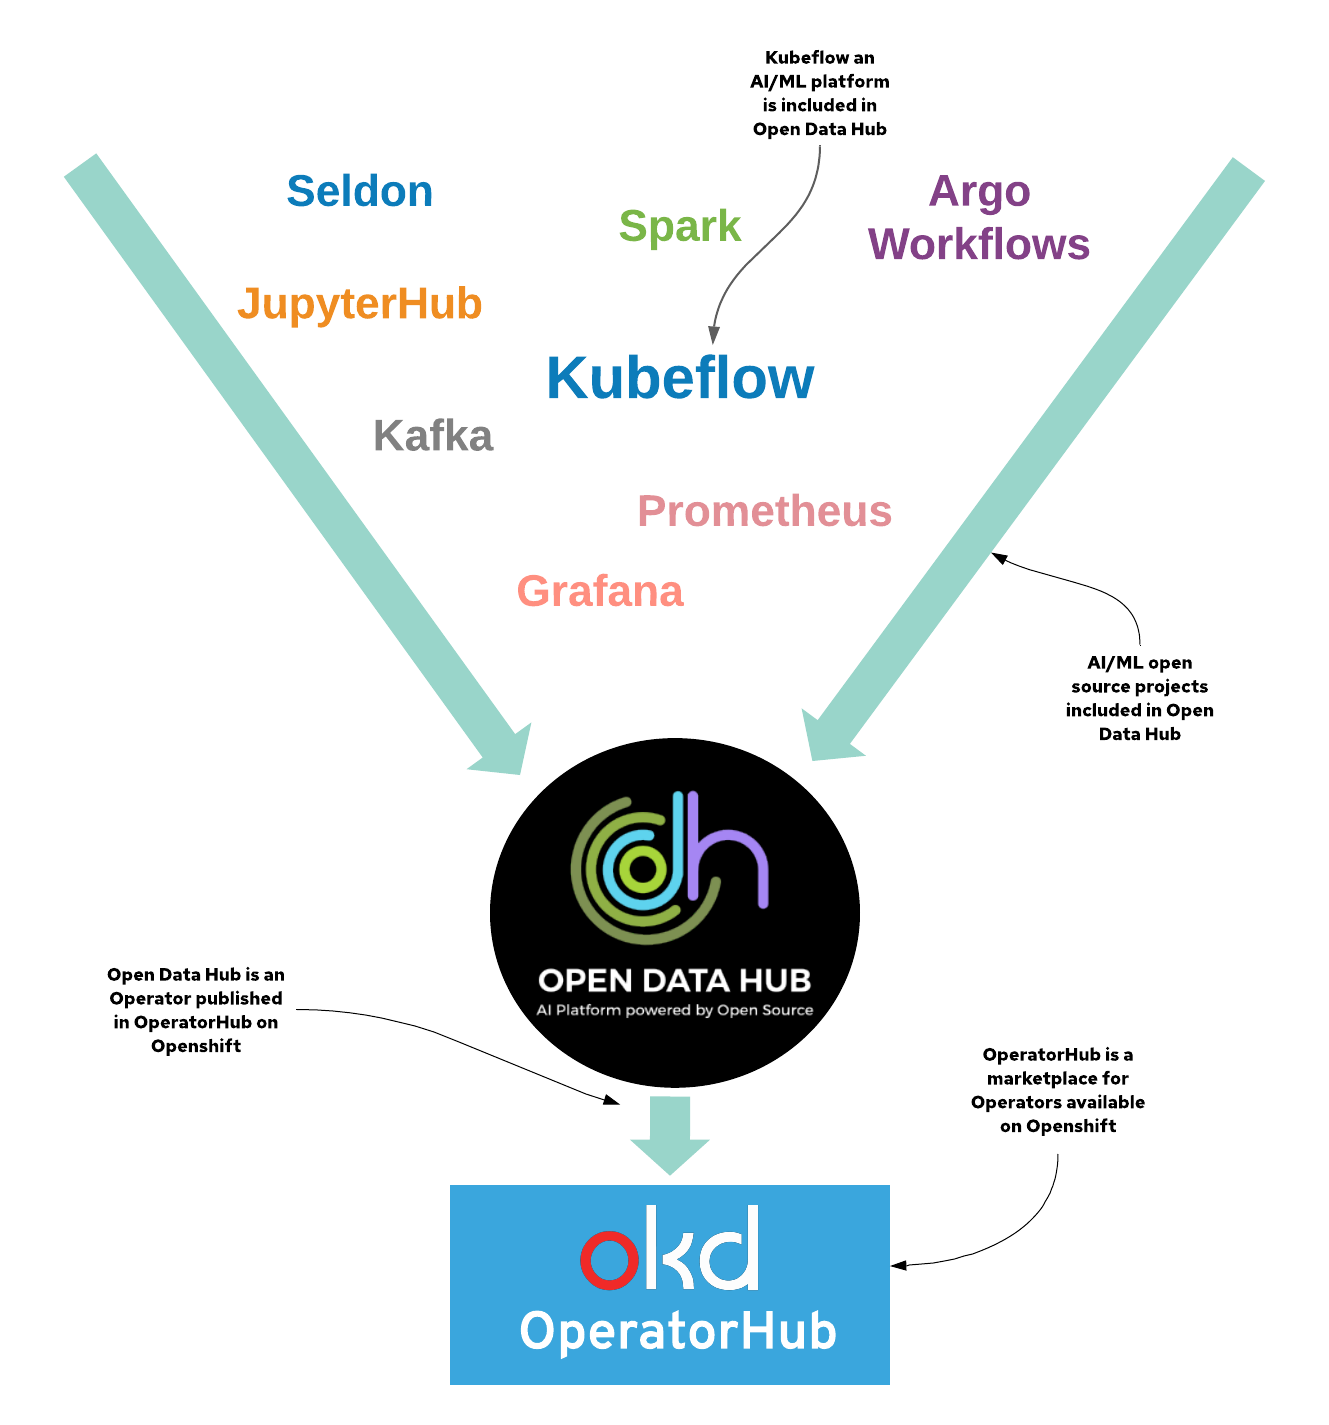 Kubeflow an
AI/ML platform
is included in
Open Data Hub
Seldon
Spark
Argo
Workflows
JupyterHub
Kubeflow
Kafka
Prometheus
Grafana
AI/ML open
source projects
included in Open
Data Hub
odh
OPEN DATA HUB
AI Platform powered by Open Source
Open Data Hub is an
Operator published
in OperatorHub on
Openshift
OperatorHub is a
marketplace for
Operators available
on Openshift
okd
OperatorHub